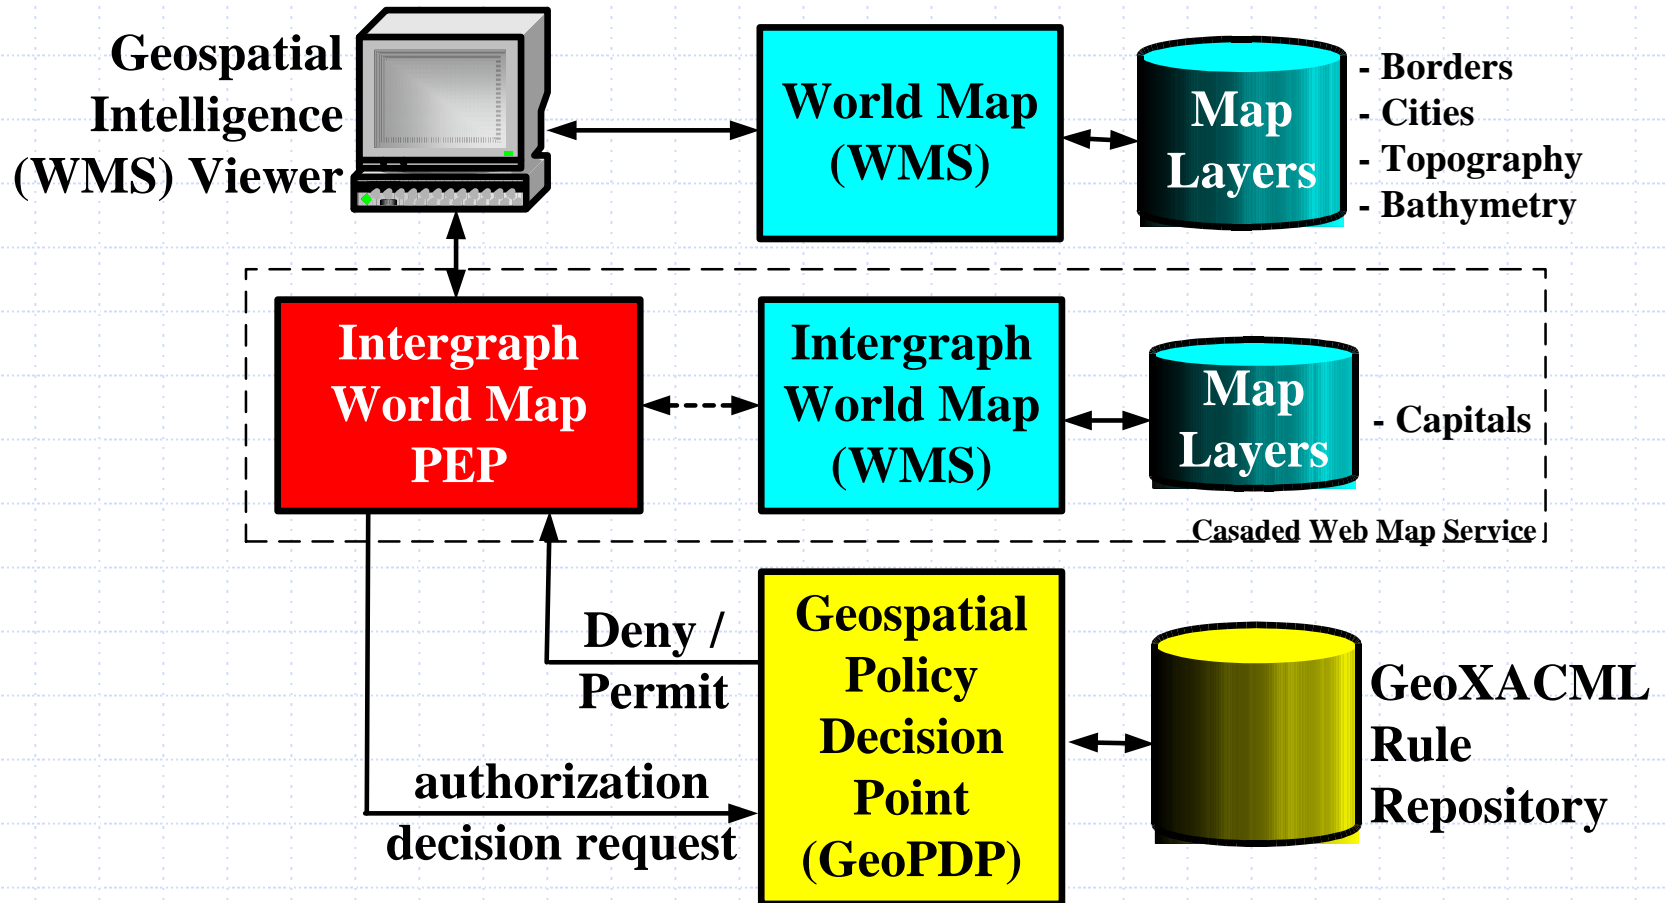 Geospatial
Intelligence
(WMS) Viewer
World Map
(WMS)
Map
Layers
- Borders
- Cities
- Topography
- Bathymetry
Intergraph
World Map
PEP
Intergraph
World Map
(WMS)
Map
Layers
- Capitals
Casaded Web Map Service
Deny /
Permit
authorization
decision request
Geospatial
Policy
Decision
Point
(GeoPDP)
GeoXACML
Rule
Repository